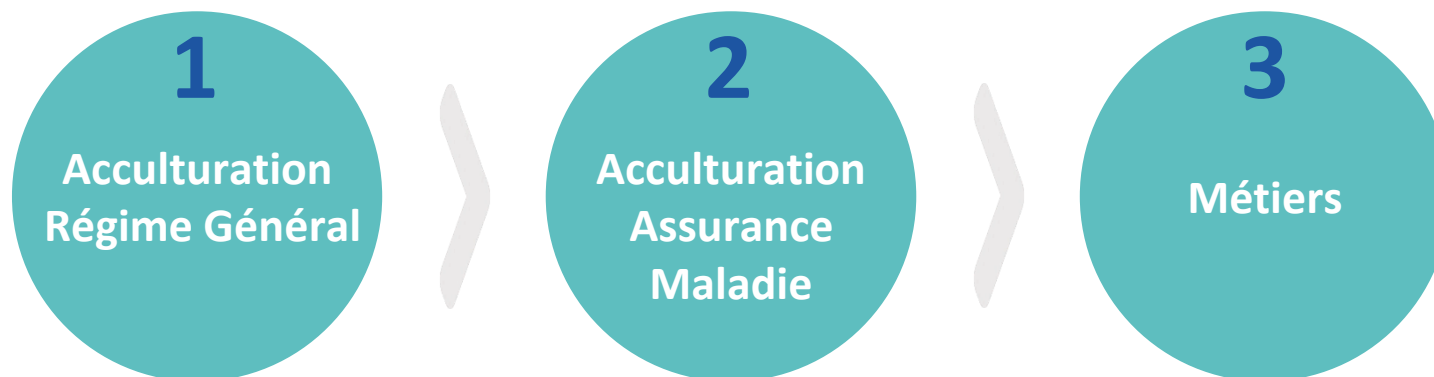 1
Acculturation
Régime Général
2
Acculturation
Assurance
Maladie
3
Métiers